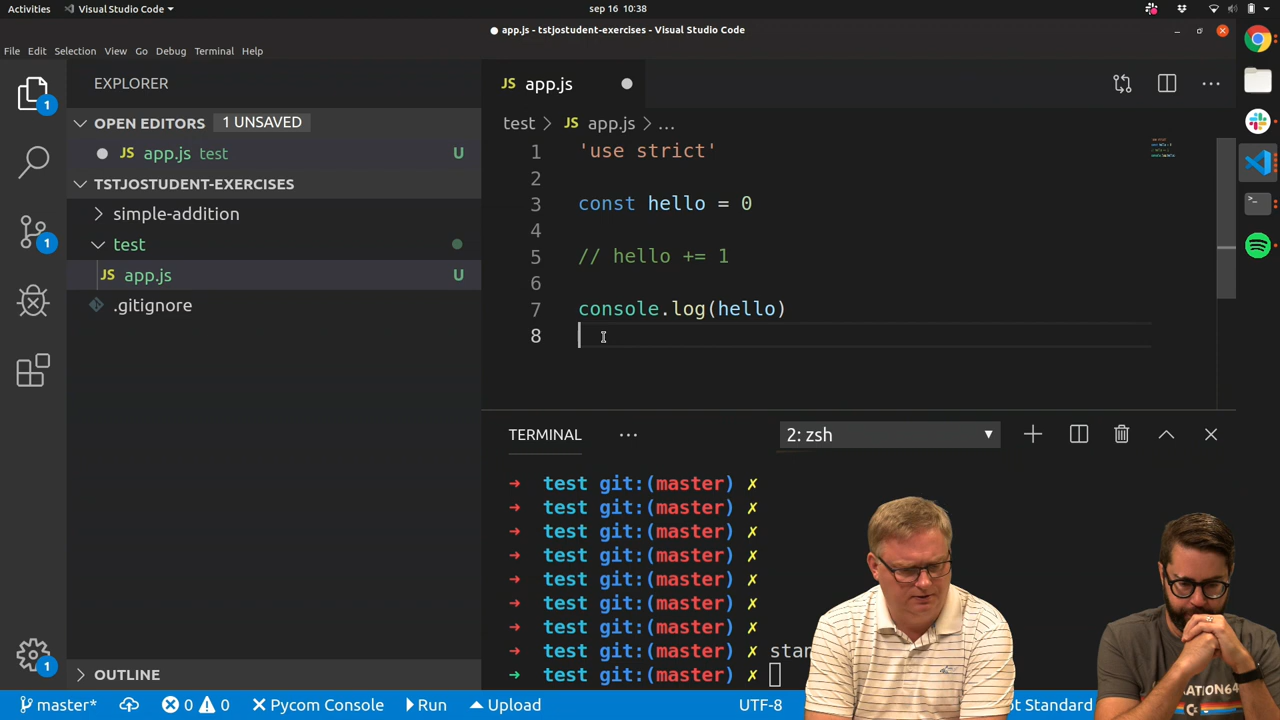 Activities Visual Studio Code sep 16 10:38
app.js - tstjostudent-exercises - Visual Studio Code
File Edit Selection View Go Debug Terminal Help
EXPLORER
OPEN EDITORS 1 UNSAVED
JS app.js test U
TSTJOSTUDENT-EXERCISES
simple-addition
test
JS app.js U
.gitignore
OUTLINE
1
1
1
JS app.js
test > JS app.js > ...
1 'use strict'
2
3 const hello = 0
4
5 // hello += 1
6
7 console.log(hello)
8
TERMINAL ... 2: zsh
➜ test git:(master) ✗
➜ test git:(master) ✗
➜ test git:(master) ✗
➜ test git:(master) ✗
➜ test git:(master) ✗
➜ test git:(master) ✗
➜ test git:(master) ✗
➜ test git:(master) ✗
➜ test git:(master) ✗
master* 0 0 Pycom Console Run Upload UTF-8 Standard